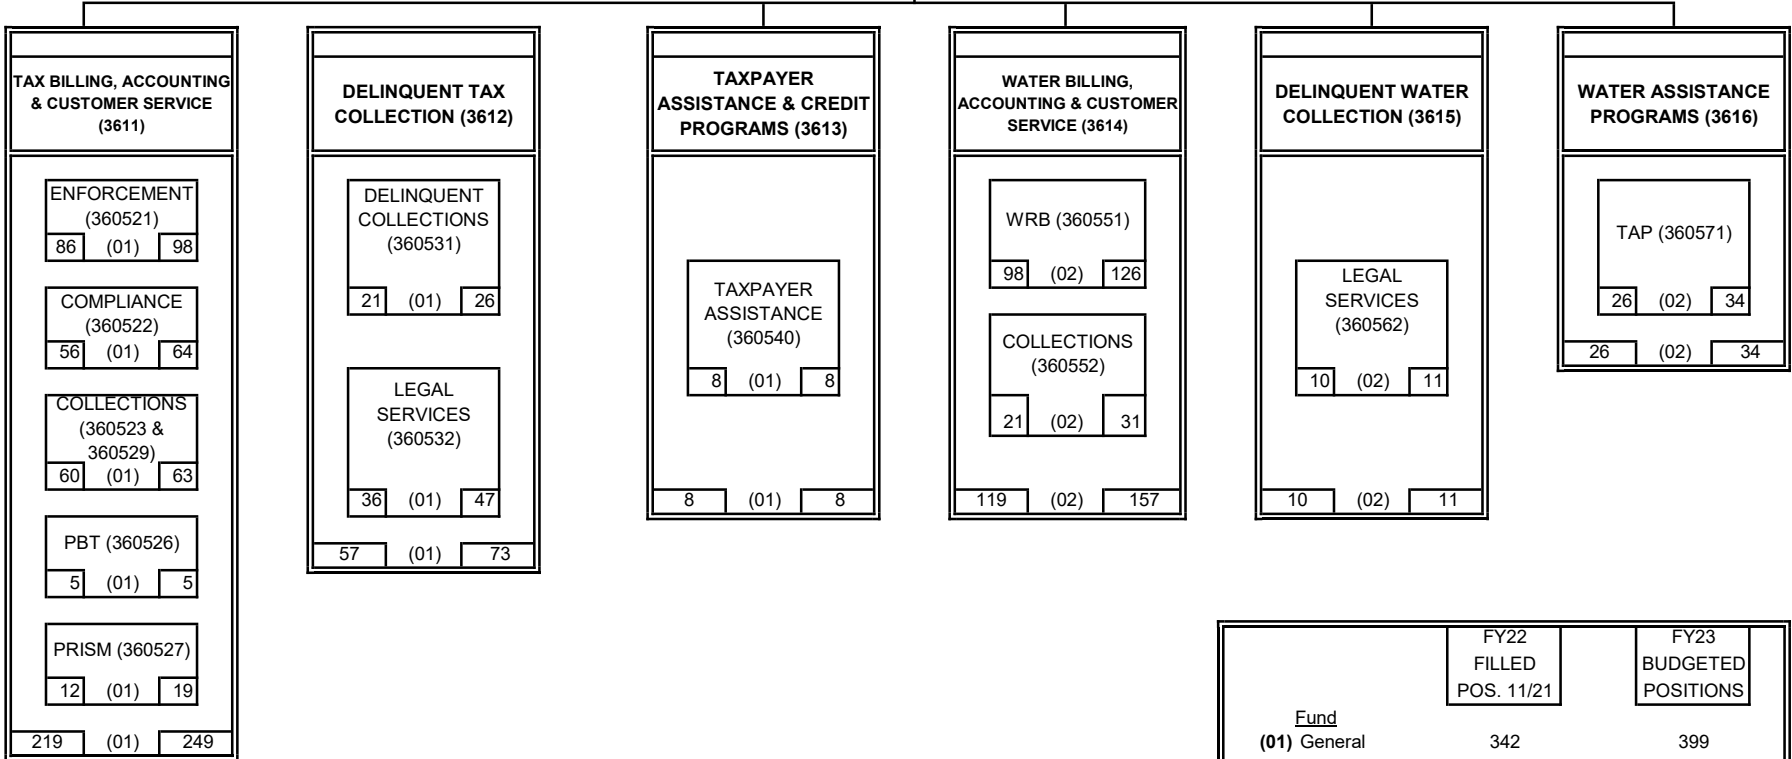 TAX BILLING, ACCOUNTING
& CUSTOMER SERVICE
(3611)
ENFORCEMENT
(360521)
86 (01) 98
COMPLIANCE
(360522)
56 (01) 64
COLLECTIONS
(360523 &
360529)
60 (01) 63
PBT (360526)
5 (01) 5
PRISM (360527)
12 (01) 19
219 (01) 249
DELINQUENT TAX
COLLECTION (3612)
DELINQUENT
COLLECTIONS
(360531)
21 (01) 26
LEGAL
SERVICES
(360532)
36 (01) 47
57 (01) 73
TAXPAYER
ASSISTANCE & CREDIT
PROGRAMS (3613)
TAXPAYER
ASSISTANCE
(360540)
8 (01) 8
8 (01) 8
WATER BILLING,
ACCOUNTING & CUSTOMER
SERVICE (3614)
WRB (360551)
98 (02) 126
COLLECTIONS
(360552)
21 (02) 31
119 (02) 157
DELINQUENT WATER
COLLECTION (3615)
LEGAL
SERVICES
(360562)
10 (02) 11
10 (02) 11
WATER ASSISTANCE
PROGRAMS (3616)
TAP (360571)
26 (02) 34
26 (02) 34
FY22
FILLED
POS. 11/21
FY23
BUDGETED
POSITIONS
Fund
(01) General 342 399